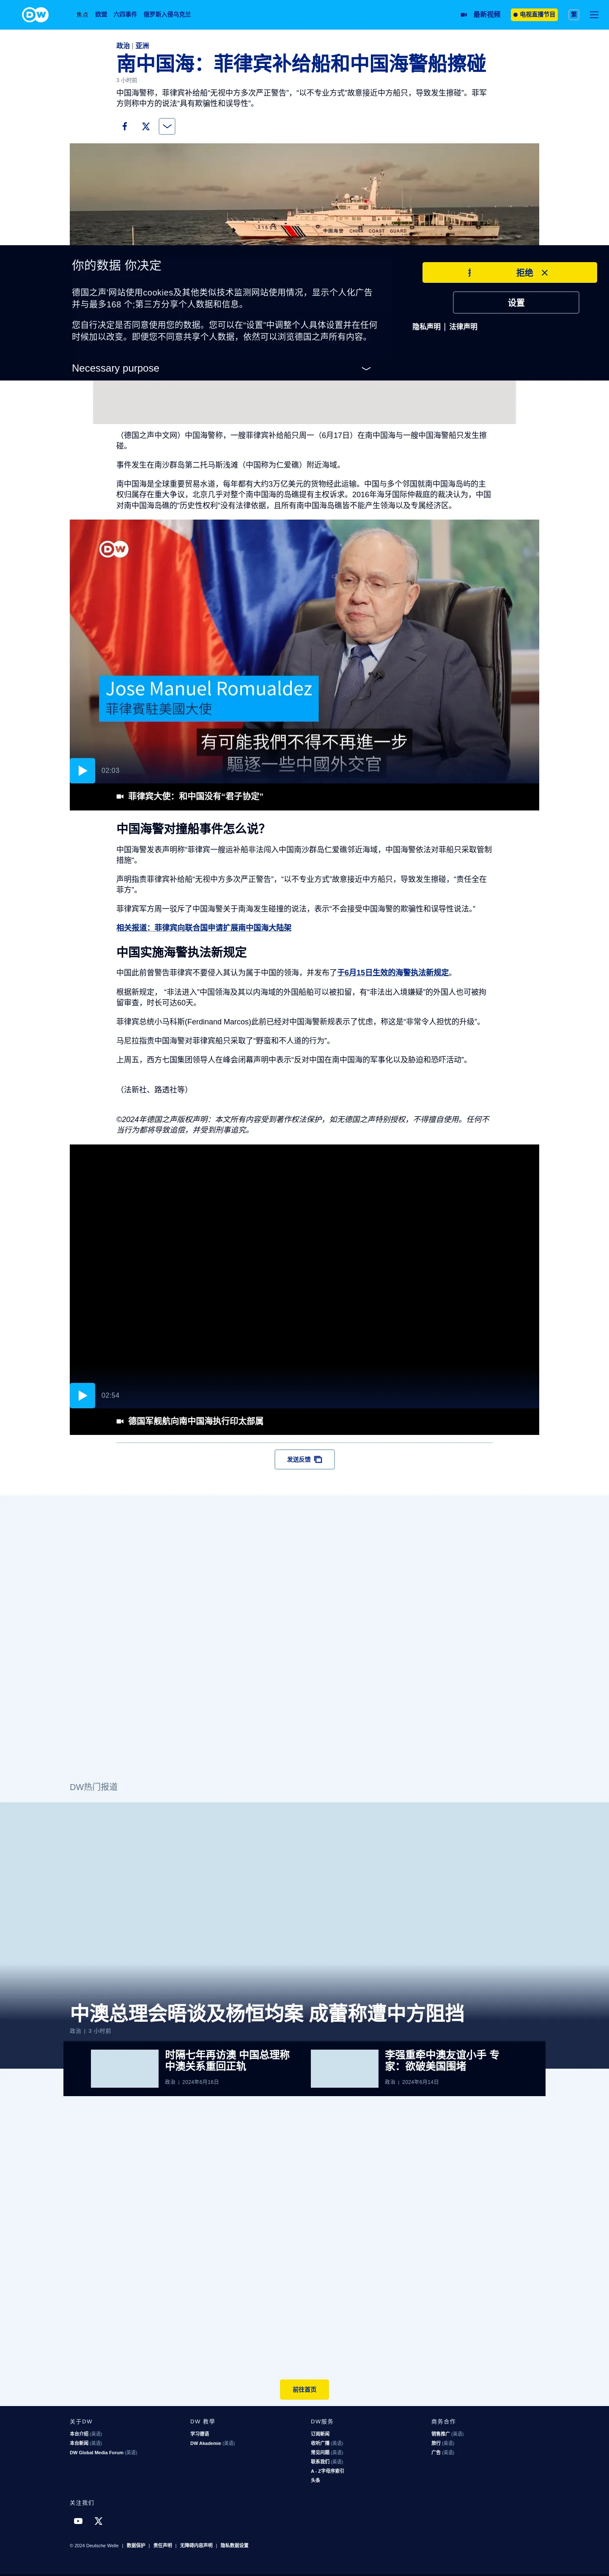 DW
焦点 欧盟 六四事件 俄罗斯入侵乌克兰
最新视频
电视直播节目
繁
政治 | 亚洲
南中国海：菲律宾补给船和中国海警船擦碰
3 小时前
中国海警称，菲律宾补给船“无视中方多次严正警告”，“以不专业方式”故意接近中方船只，导致发生擦碰”。菲军
方则称中方的说法“具有欺骗性和误导性”。
中国海警 CHINA COAST GUARD
你的数据 你决定
德国之声'网站使用cookies及其他类似技术监测网站使用情况，显示个人化广告
并与最多168 个;第三方分享个人数据和信息。
您自行决定是否同意使用您的数据。您可以在“设置”中调整个人具体设置并在任何
时候加以改变。即便您不同意共享个人数据，依然可以浏览德国之声所有内容。
Necessary purpose
拒绝
设置
隐私声明 | 法律声明
（德国之声中文网）中国海警称，一艘菲律宾补给船只周一（6月17日）在南中国海与一艘中国海警船只发生擦
碰。
事件发生在南沙群岛第二托马斯浅滩（中国称为仁爱礁）附近海域。
南中国海是全球重要贸易水道，每年都有大约3万亿美元的货物经此运输。中国与多个邻国就南中国海岛屿的主
权归属存在重大争议，北京几乎对整个南中国海的岛礁提有主权诉求。2016年海牙国际仲裁庭的裁决认为，中国
对南中国海岛礁的“历史性权利”没有法律依据，且所有南中国海岛礁皆不能产生领海以及专属经济区。
DW
Jose Manuel Romualdez
菲律賓駐美國大使
有可能我們不得不再進一步
驅逐一些中國外交官
02:03
菲律宾大使：和中国没有“君子协定”
中国海警对撞船事件怎么说？
中国海警发表声明称“菲律宾一艘运补船非法闯入中国南沙群岛仁爱礁邻近海域，中国海警依法对菲船只采取管制
措施”。
声明指责菲律宾补给船“无视中方多次严正警告”，“以不专业方式”故意接近中方船只，导致发生擦碰，“责任全在
菲方”。
菲律宾军方周一驳斥了中国海警关于南海发生碰撞的说法，表示“不会接受中国海警的欺骗性和误导性说法。”
相关报道：菲律宾向联合国申请扩展南中国海大陆架
中国实施海警执法新规定
中国此前曾警告菲律宾不要侵入其认为属于中国的领海，并发布了于6月15日生效的海警执法新规定。
根据新规定，“非法进入”中国领海及其以内海域的外国船舶可以被扣留，有“非法出入境嫌疑”的外国人也可被拘
留审查，时长可达60天。
菲律宾总统小马科斯(Ferdinand Marcos)此前已经对中国海警新规表示了忧虑，称这是“非常令人担忧的升级”。
马尼拉指责中国海警对菲律宾船只采取了“野蛮和不人道的行为”。
上周五，西方七国集团领导人在峰会闭幕声明中表示“反对中国在南中国海的军事化以及胁迫和恐吓活动”。
（法新社、路透社等）
©2024年德国之声版权声明：本文所有内容受到著作权法保护，如无德国之声特别授权，不得擅自使用。任何不
当行为都将导致追偿，并受到刑事追究。
02:54
德国军舰航向南中国海执行印太部属
发送反馈
DW热门报道
中澳总理会晤谈及杨恒均案 成蕾称遭中方阻挡
政治 | 3 小时前
时隔七年再访澳 中国总理称
中澳关系重回正轨
政治 | 2024年6月16日
李强重牵中澳友谊小手 专
家：欲破美国围堵
政治 | 2024年6月14日
前往首页
关于DW
本台介绍 (英语)
本台新闻 (英语)
DW Global Media Forum (英语)
DW 教學
学习德语
DW Akademie (英语)
DW服务
订阅新闻
收听广播 (英语)
常见问题 (英语)
联系我们 (英语)
A - Z字母序索引
头条
商务合作
销售推广 (英语)
旅行 (英语)
广告 (英语)
关注我们
© 2024 Deutsche Welle | 数据保护 | 责任声明 | 无障碍内容声明 | 隐私数据设置